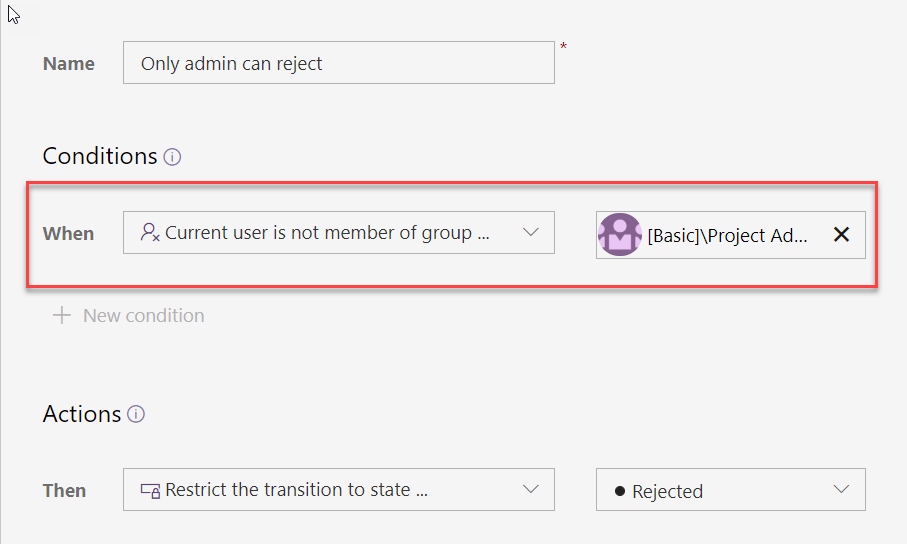 Name Only admin can reject *
Conditions
When Current user is not member of group ... [Basic]\Project Ad...
New condition
Actions
Then Restrict the transition to state ... Rejected